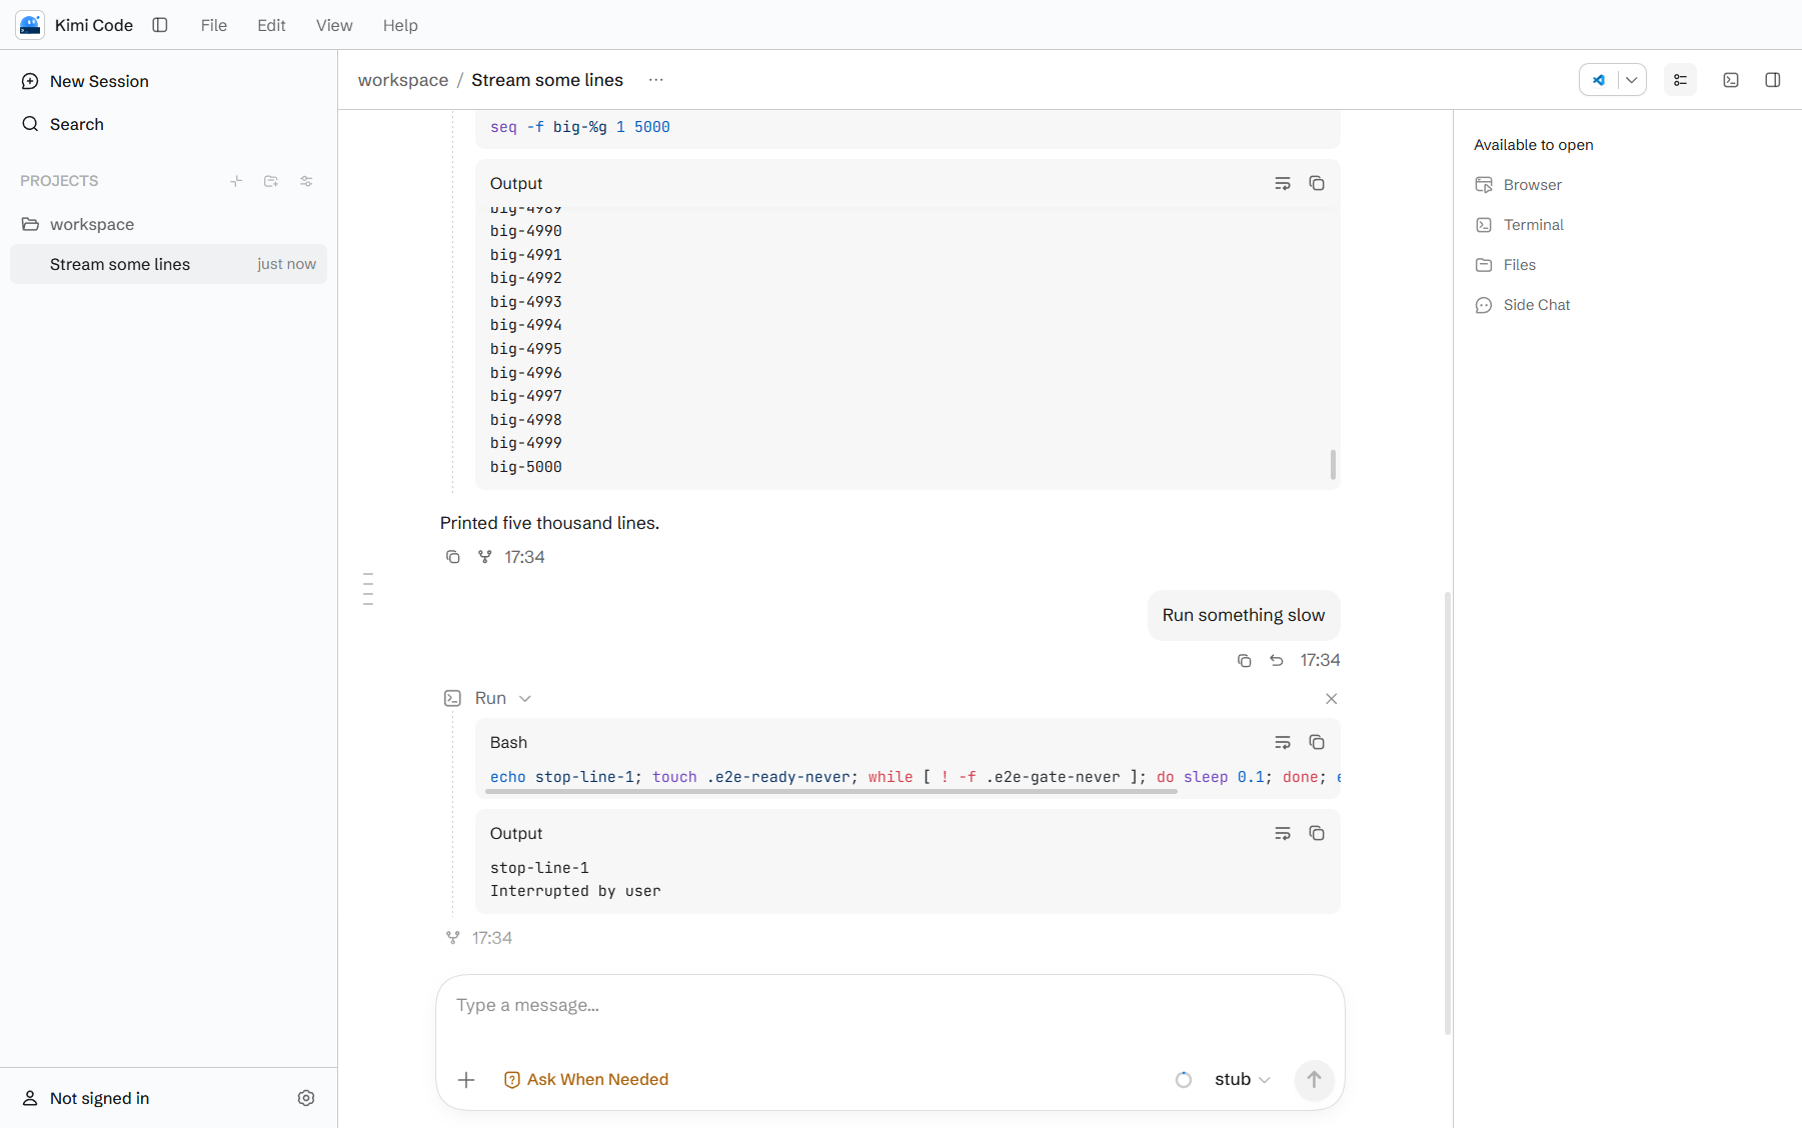 Kimi Code
File
Edit
View
Help
New Session
Search
PROJECTS
workspace
Stream some lines
just now
Not signed in
workspace / Stream some lines
seq -f big-%g 1 5000
Output
big-4989
big-4990
big-4991
big-4992
big-4993
big-4994
big-4995
big-4996
big-4997
big-4998
big-4999
big-5000
Printed five thousand lines.
17:34
Run something slow
17:34
Run
Bash
echo stop-line-1; touch .e2e-ready-never; while [ ! -f .e2e-gate-never ]; do sleep 0.1; done;
Output
stop-line-1
Interrupted by user
17:34
Type a message...
Ask When Needed
stub
Available to open
Browser
Terminal
Files
Side Chat